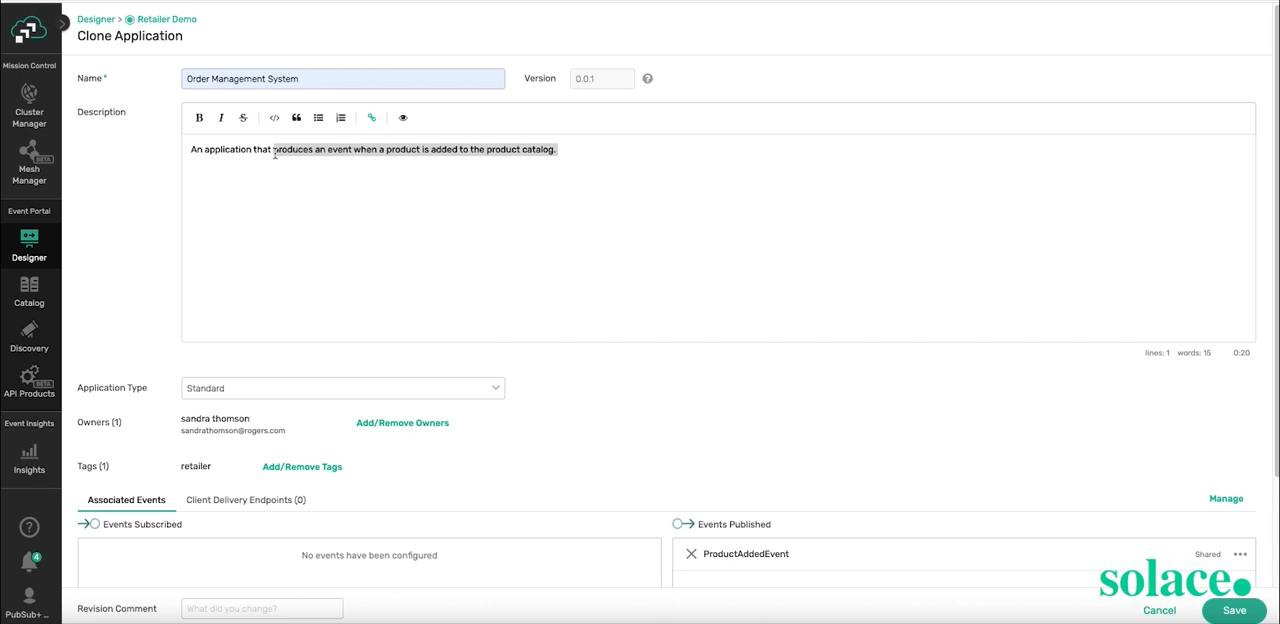 Designer > Retailer Demo
Clone Application
Mission Control
Cluster
Manager
BETA
Mesh
Manager
Event Portal
Designer
Catalog
Discovery
BETA
API Products
Event Insights
Insights
4
PubSub+ ...
Name*
Order Management System
Version
0.0.1
Description
B I S
An application that produces an event when a product is added to the product catalog.
lines: 1 words: 15 0:20
Application Type
Standard
Owners (1)
sandra thomson
sandrathomson@rogers.com
Add/Remove Owners
Tags (1)
retailer
Add/Remove Tags
Associated Events
Client Delivery Endpoints (0)
Manage
Events Subscribed
Events Published
No events have been configured
ProductAddedEvent
Shared
solace.
Revision Comment
What did you change?
Cancel
Save